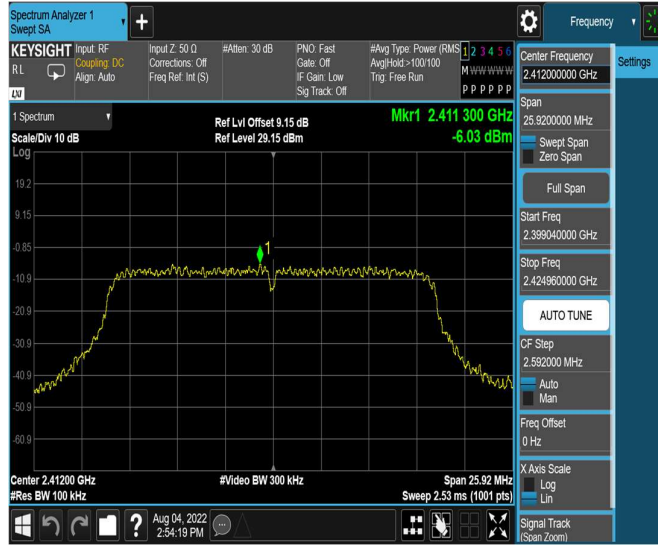 Spectrum Analyzer 1
Swept SA
+
Frequency
KEYSIGHT
RL
LXI
Input: RF
Coupling: DC
Align: Auto
Input Z: 50 Ω
Corrections: Off
Freq Ref: Int (S)
#Atten: 30 dB
PNO: Fast
Gate: Off
IF Gain: Low
Sig Track: Off
#Avg Type: Power (RMS
Avg|Hold:>100/100
Trig: Free Run
1 2 3 4 5 6
M W W W W W
P P P P P P
1 Spectrum
Scale/Div 10 dB
Log
Ref Lvl Offset 9.15 dB
Ref Level 29.15 dBm
Mkr1 2.411 300 GHz
-6.03 dBm
19.2
9.15
-0.85
-10.9
-20.9
-30.9
-40.9
-50.9
-60.9
1
Center 2.41200 GHz
#Res BW 100 kHz
#Video BW 300 kHz
Span 25.92 MHz
Sweep 2.53 ms (1001 pts)
Center Frequency
2.412000000 GHz
Settings
Span
25.9200000 MHz
Swept Span
Zero Span
Full Span
Start Freq
2.399040000 GHz
Stop Freq
2.424960000 GHz
AUTO TUNE
CF Step
2.592000 MHz
Auto
Man
Freq Offset
0 Hz
X Axis Scale
Log
Lin
Signal Track
(Span Zoom)
?
Aug 04, 2022
2:54:19 PM